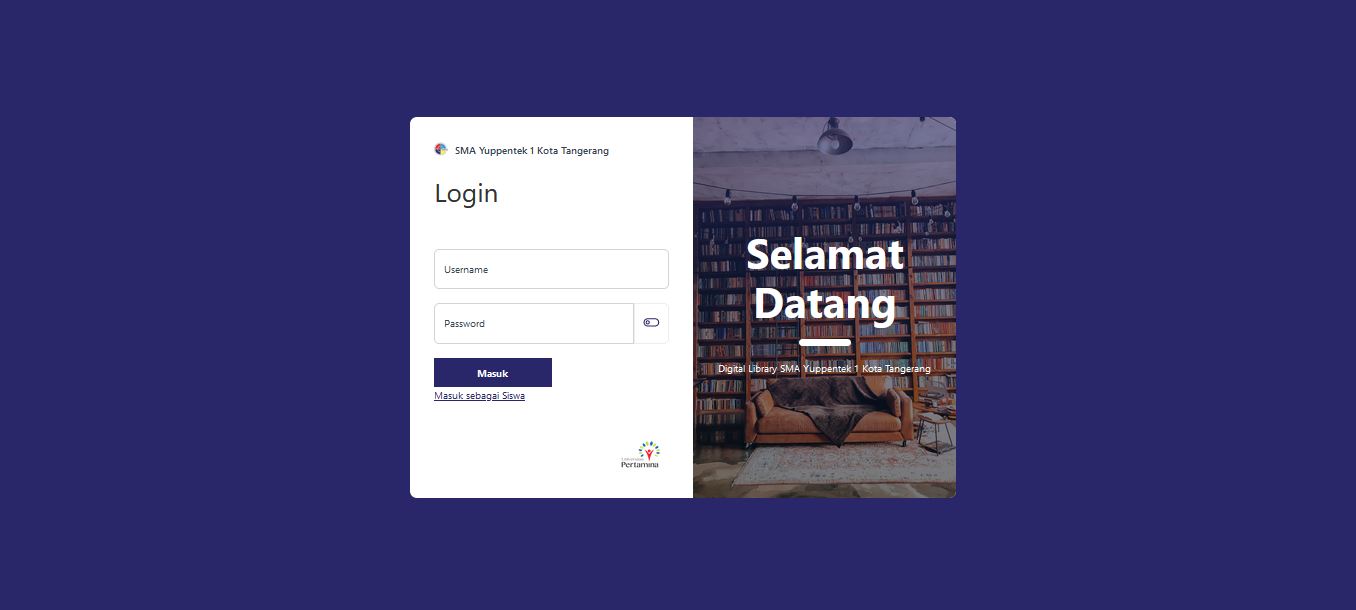 SMA Yuppentek 1 Kota Tangerang
Login
Username
Password
Masuk
Masuk sebagai Siswa
Universitas
Pertamina
Selamat
Datang
Digital Library SMA Yuppentek 1 Kota Tangerang